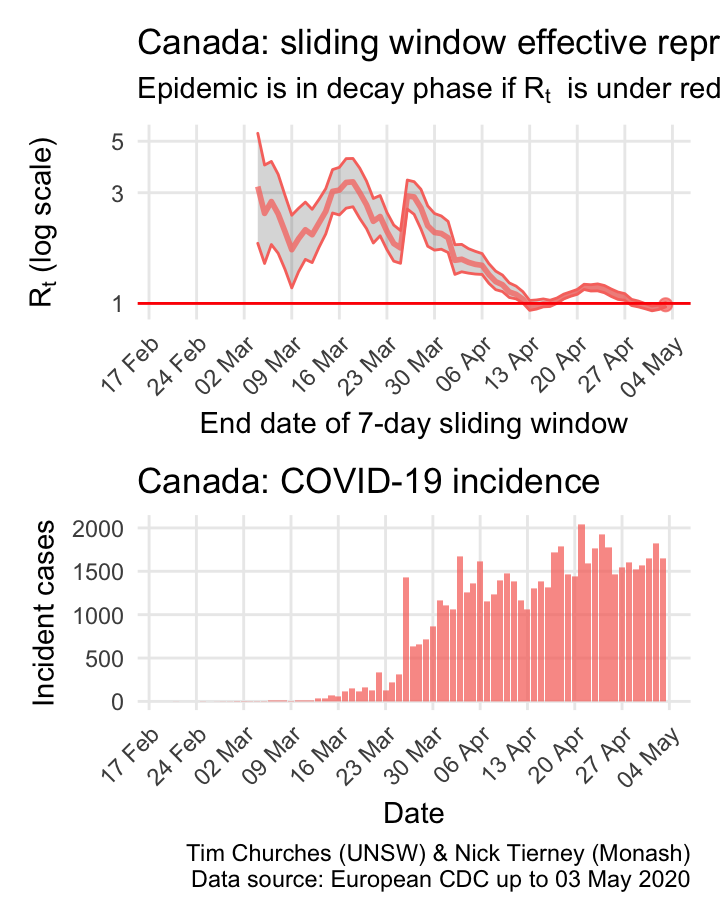 Canada: sliding window effective repr
Epidemic is in decay phase if Rt is under red
Rt (log scale)
5
3
1
17 Feb
24 Feb
02 Mar
09 Mar
16 Mar
23 Mar
30 Mar
06 Apr
13 Apr
20 Apr
27 Apr
04 May
End date of 7-day sliding window
Canada: COVID-19 incidence
Incident cases
2000
1500
1000
500
0
17 Feb
24 Feb
02 Mar
09 Mar
16 Mar
23 Mar
30 Mar
06 Apr
13 Apr
20 Apr
27 Apr
04 May
Date
Tim Churches (UNSW) & Nick Tierney (Monash)
Data source: European CDC up to 03 May 2020